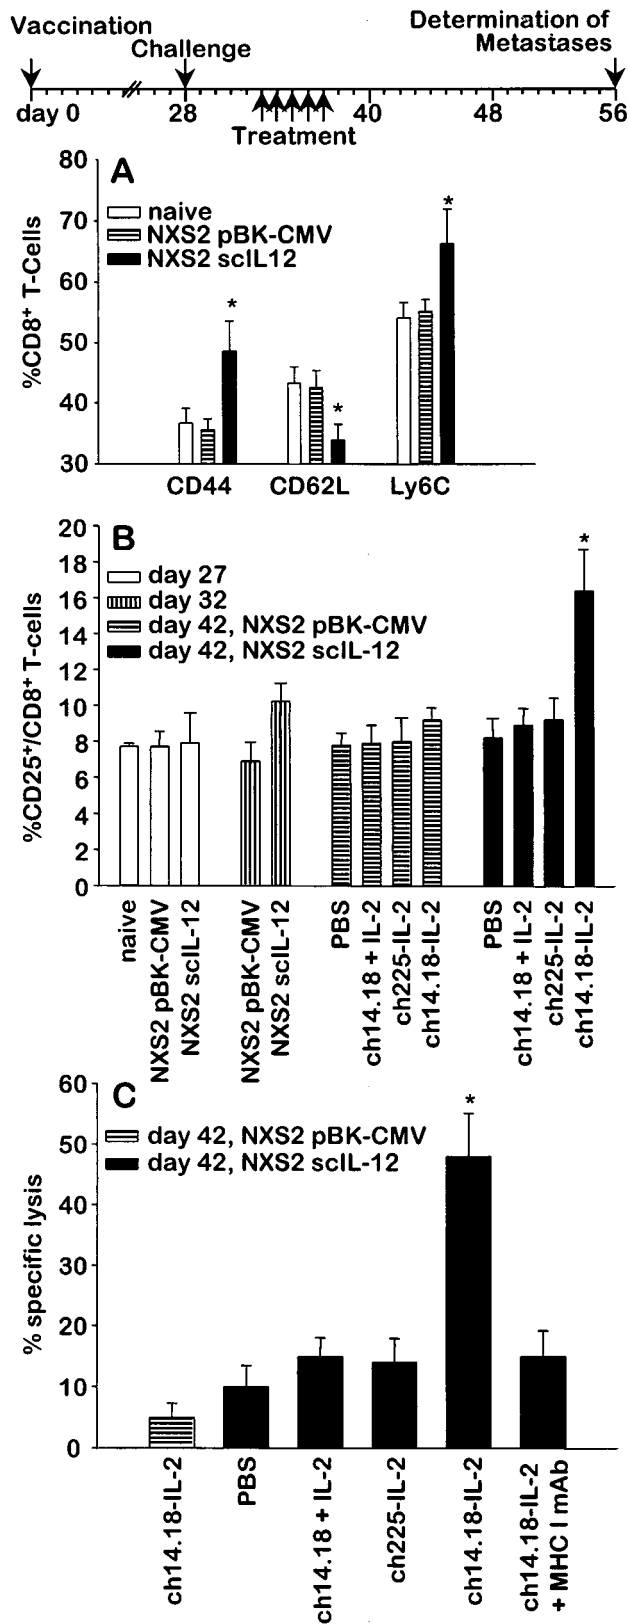 Vaccination
Challenge
Determination of
Metastases
day 0 28 40 48 56
Treatment
A
naive
NXS2 pBK-CMV
NXS2 scIL12
%CD8+ T-Cells
80
70
60
50
40
30
* * *
CD44 CD62L Ly6C
B
day 27
day 32
day 42, NXS2 pBK-CMV
day 42, NXS2 scIL-12
%CD25+/CD8+ T-cells
20
18
16
14
12
10
8
6
4
2
0
*
naive
NXS2 pBK-CMV
NXS2 scIL-12
NXS2 pBK-CMV
NXS2 scIL-12
PBS
ch14.18 + IL-2
ch225-IL-2
ch14.18-IL-2
PBS
ch14.18 + IL-2
ch225-IL-2
ch14.18-IL-2
C
day 42, NXS2 pBK-CMV
day 42, NXS2 scIL-12
% specific lysis
60
50
40
30
20
10
0
*
ch14.18-IL-2
PBS
ch14.18 + IL-2
ch225-IL-2
ch14.18-IL-2
ch14.18-IL-2
+ MHC I mAb